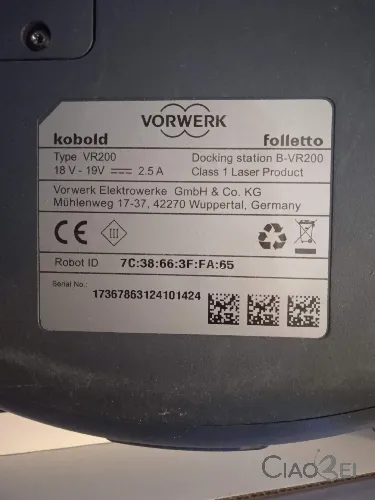 VORWERK
kobold folletto
Type VR200 Docking station B-VR200
18 V - 19V 2.5 A Class 1 Laser Product
Vorwerk Elektrowerke GmbH & Co. KG
Mühlenweg 17-37, 42270 Wuppertal, Germany
CE III
Robot ID 7C:38:66:3F:FA:65
Serial No.: 17367863124101424
CIAO BEI